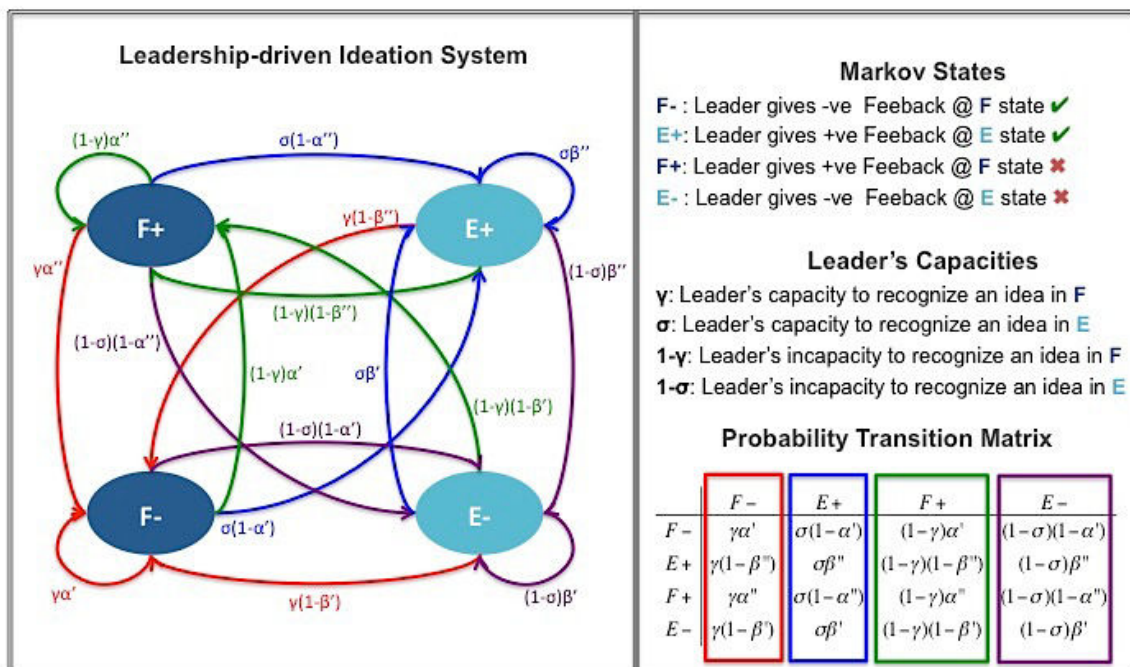 Leadership-driven Ideation System
(1-γ)α''
σ(1-α'')
σβ''
F+
γ(1-β'')
E+
γα''
(1-σ)β''
(1-γ)(1-β'')
(1-σ)(1-α'')
(1-γ)α'
σβ'
(1-γ)(1-β')
(1-σ)(1-α')
F-
E-
σ(1-α')
γα'
γ(1-β')
(1-σ)β'
Markov States
F- : Leader gives -ve Feeback @ F state ✔
E+: Leader gives +ve Feeback @ E state ✔
F+: Leader gives +ve Feeback @ F state ✖
E-: Leader gives -ve Feeback @ E state ✖
Leader's Capacities
γ: Leader's capacity to recognize an idea in F
σ: Leader's capacity to recognize an idea in E
1-γ: Leader's incapacity to recognize an idea in F
1-σ: Leader's incapacity to recognize an idea in E
Probability Transition Matrix
F - E + F + E -
F - γα' σ(1-α') (1-γ)α' (1-σ)(1-α')
E + γ(1-β") σβ" (1-γ)(1-β") (1-σ)β"
F + γα" σ(1-α") (1-γ)α" (1-σ)(1-α")
E - γ(1-β') σβ' (1-γ)(1-β') (1-σ)β'